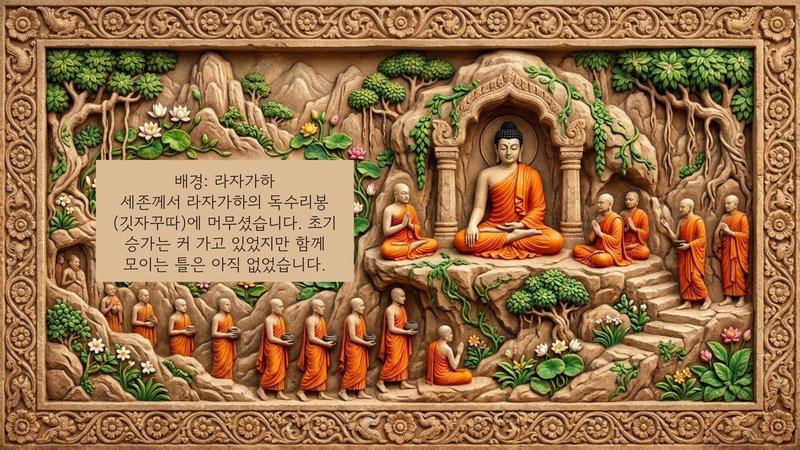 배경: 라자가하
세존께서 라자가하의 독수리봉
(깃자꾸따)에 머무셨습니다. 초기
승가는 커 가고 있었지만 함께
모이는 틀은 아직 없었습니다.